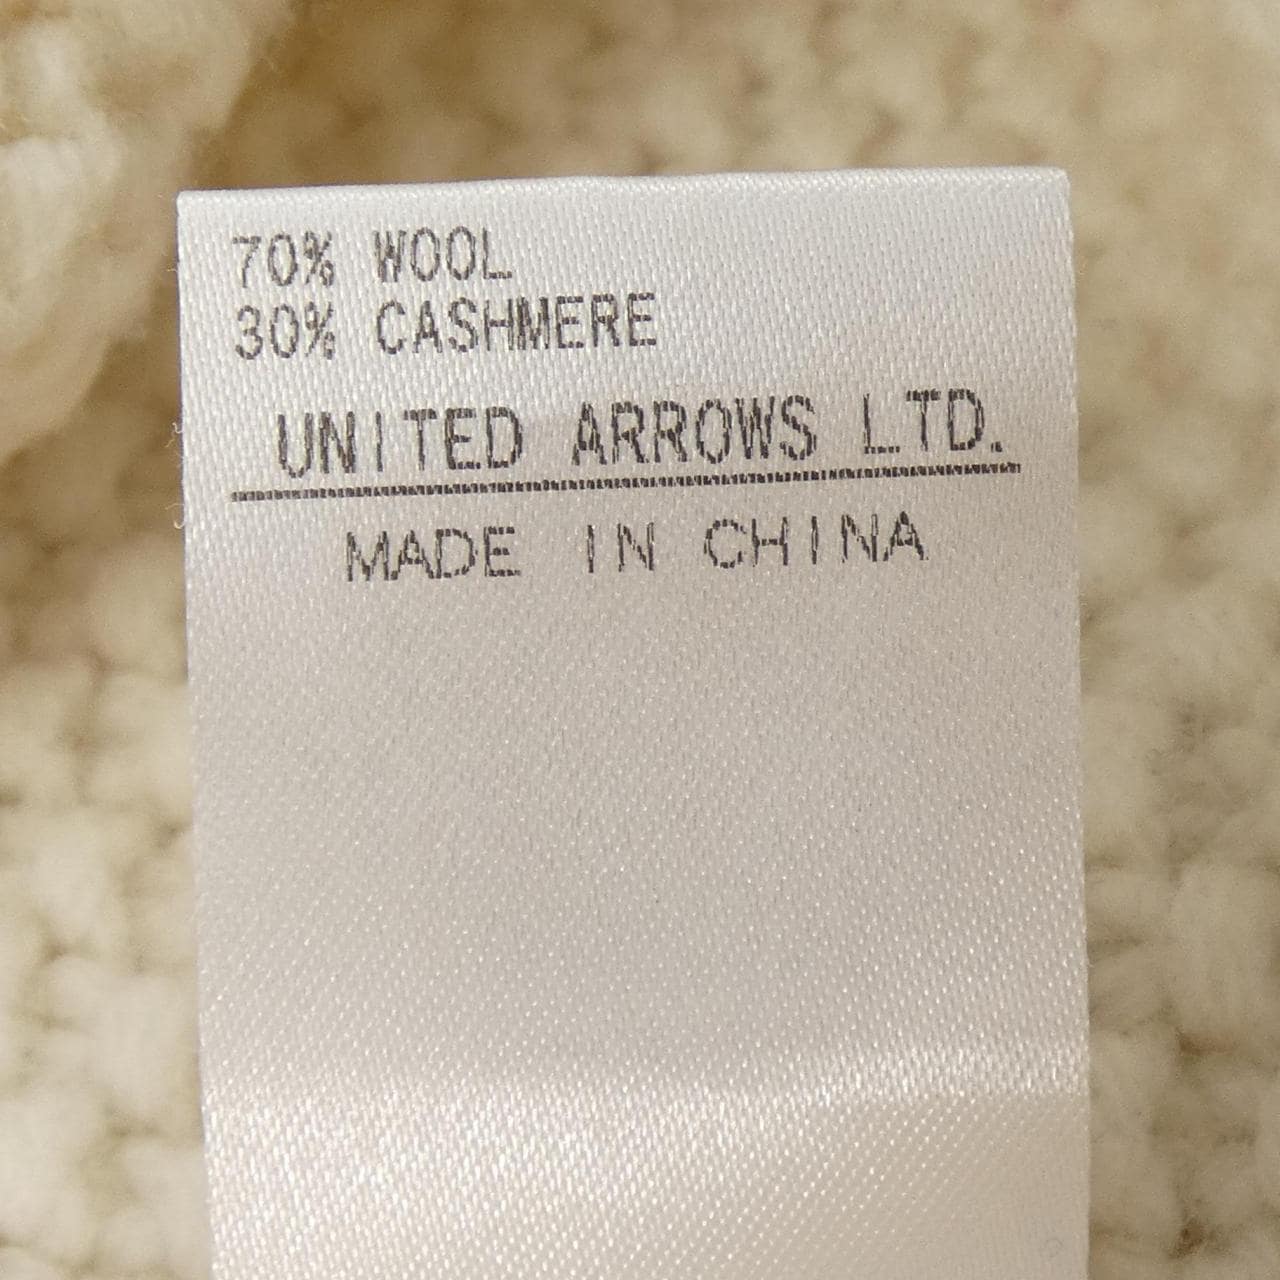 70% WOOL
30% CASHMERE
UNITED ARROWS LTD.
MADE IN CHINA